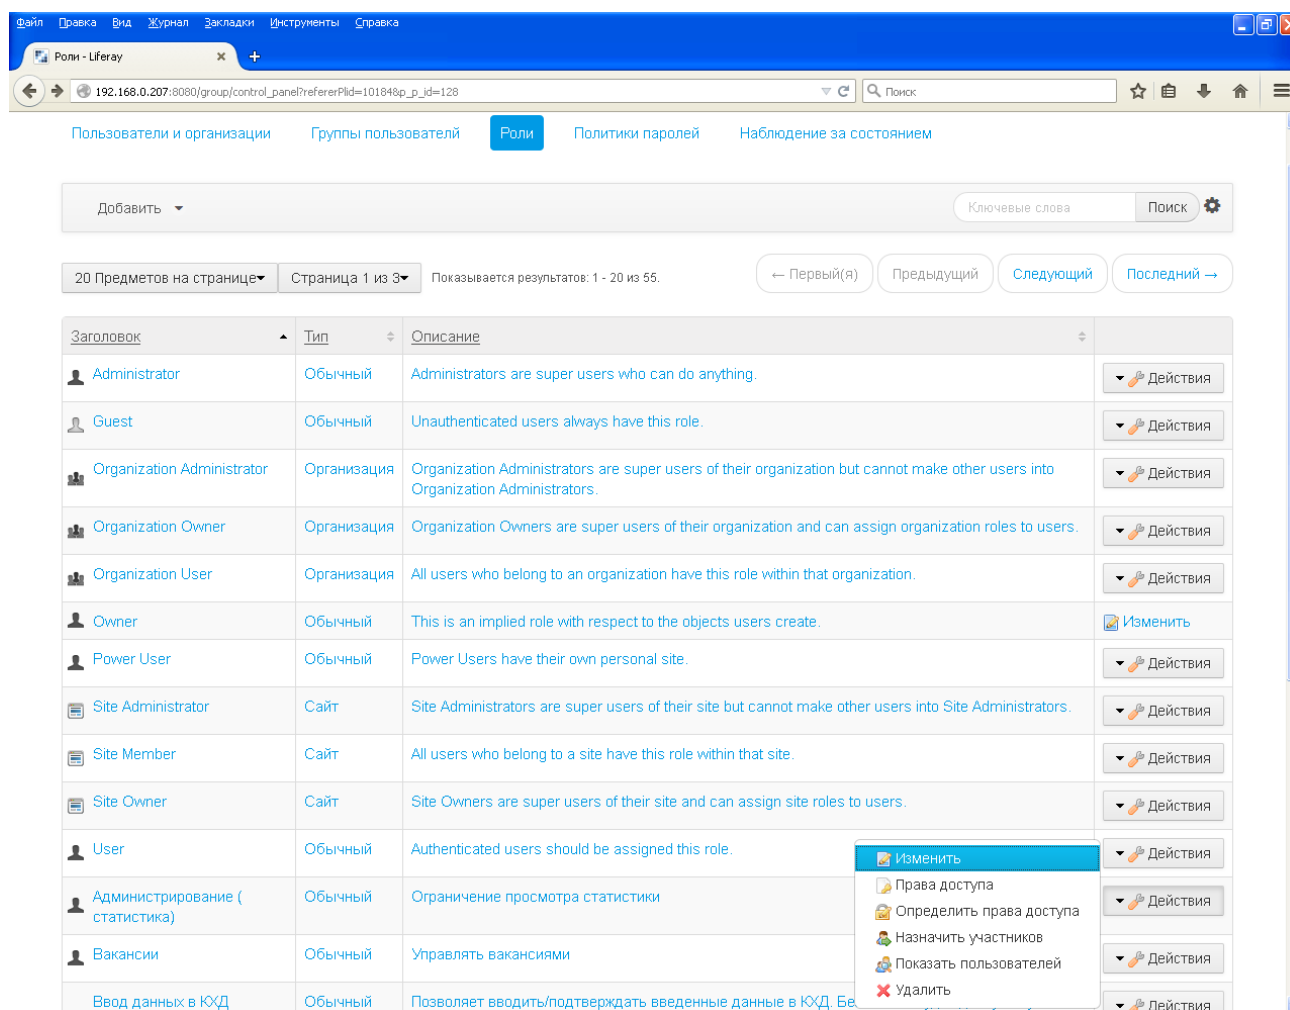 Файл Правка Вид Журнал Закладки Инструменты Справка
Роли - Liferay
192.168.0.207:8080/group/control_panel?refererPlid=10184&p_p_id=128
Поиск
Пользователи и организации Группы пользователй Роли Политики паролей Наблюдение за состоянием
Добавить
Ключевые слова Поиск
20 Предметов на странице Страница 1 из 3 Показывается результатов: 1 - 20 из 55. ← Первый(я) Предыдущий Следующий Последний →
Заголовок Тип Описание
Administrator Обычный Administrators are super users who can do anything. Действия
Guest Обычный Unauthenticated users always have this role. Действия
Organization Administrator Организация Organization Administrators are super users of their organization but cannot make other users into
Organization Administrators. Действия
Organization Owner Организация Organization Owners are super users of their organization and can assign organization roles to users. Действия
Organization User Организация All users who belong to an organization have this role within that organization. Действия
Owner Обычный This is an implied role with respect to the objects users create. Изменить
Power User Обычный Power Users have their own personal site. Действия
Site Administrator Сайт Site Administrators are super users of their site but cannot make other users into Site Administrators. Действия
Site Member Сайт All users who belong to a site have this role within that site. Действия
Site Owner Сайт Site Owners are super users of their site and can assign site roles to users. Действия
User Обычный Authenticated users should be assigned this role. Действия
Администрирование (
статистика) Обычный Ограничение просмотра статистики Действия
Вакансии Обычный Управлять вакансиями Действия
Ввод данных в КХД Обычный Позволяет вводить/подтверждать введенные данные в КХД. Действия
Изменить
Права доступа
Определить права доступа
Назначить участников
Показать пользователей
Удалить